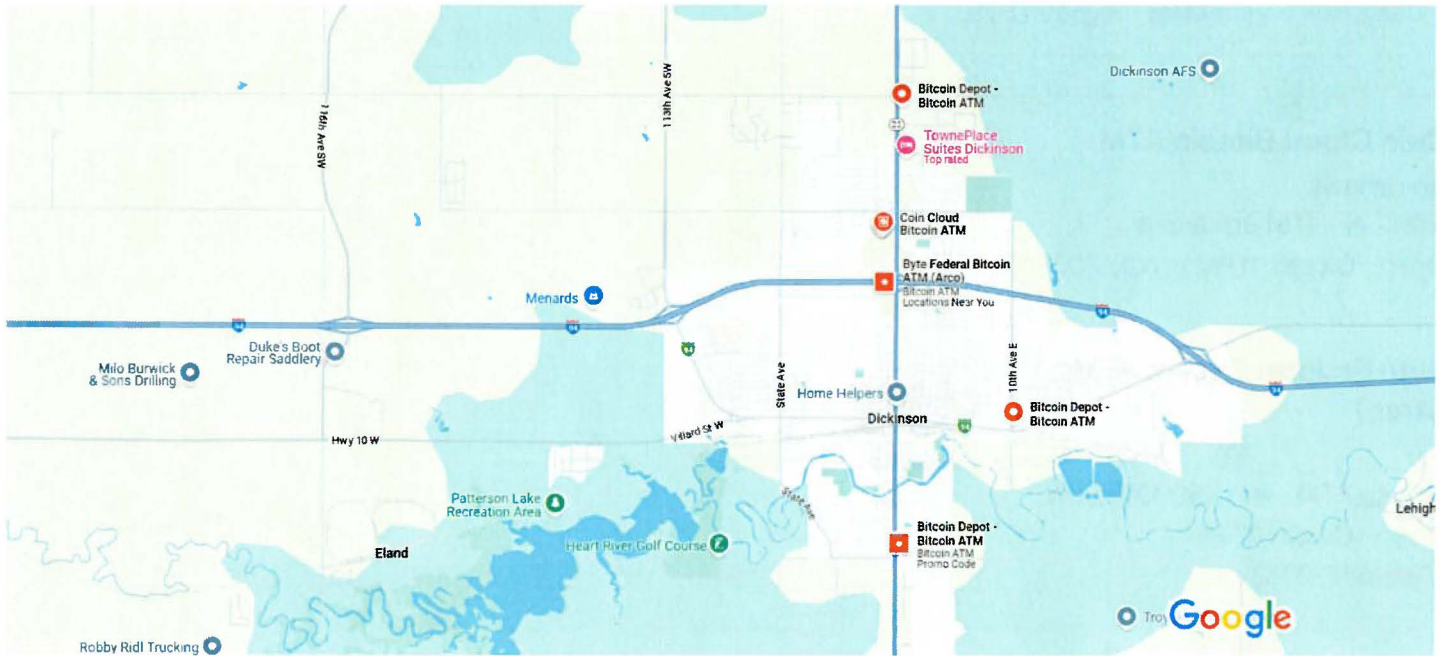 Dickinson AFS
Bitcoin Depot -
Bitcoin ATM
116th Ave SW
113th Ave SW
22
TownePlace
Suites Dickinson
Top rated
Coin Cloud
Bitcoin ATM
Byte Federal Bitcoin
ATM (Arco)
Bitcoin ATM
Locations Near You
Menards
94
94
94
94
Duke's Boot
Repair Saddlery
Milo Burwick
& Sons Drilling
94
State Ave
10th Ave E
Home Helpers
Dickinson
Bitcoin Depot -
Bitcoin ATM
94
Villard St W
Hwy 10 W
Patterson Lake
Recreation Area
State Ave
Lehigh
Bitcoin Depot -
Bitcoin ATM
Bitcoin ATM
Promo Code
Heart River Golf Course
Eland
Troy
Google
Robby Ridl Trucking